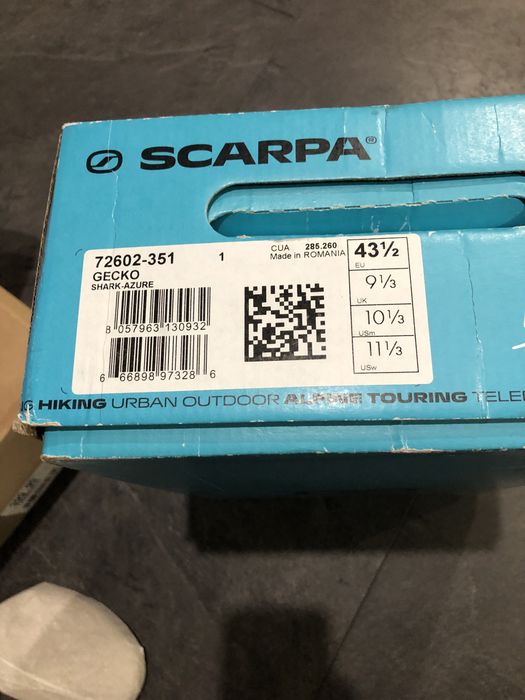 SCARPA®
72602-351 1
GECKO
SHARK-AZURE
8 057963 130932
6 66898 97328 6
CUA 285.260
Made in ROMANIA
43½
EU
9⅓
UK
10⅓
USm
11⅓
USw
HIKING URBAN OUTDOOR ALPINE TOURING